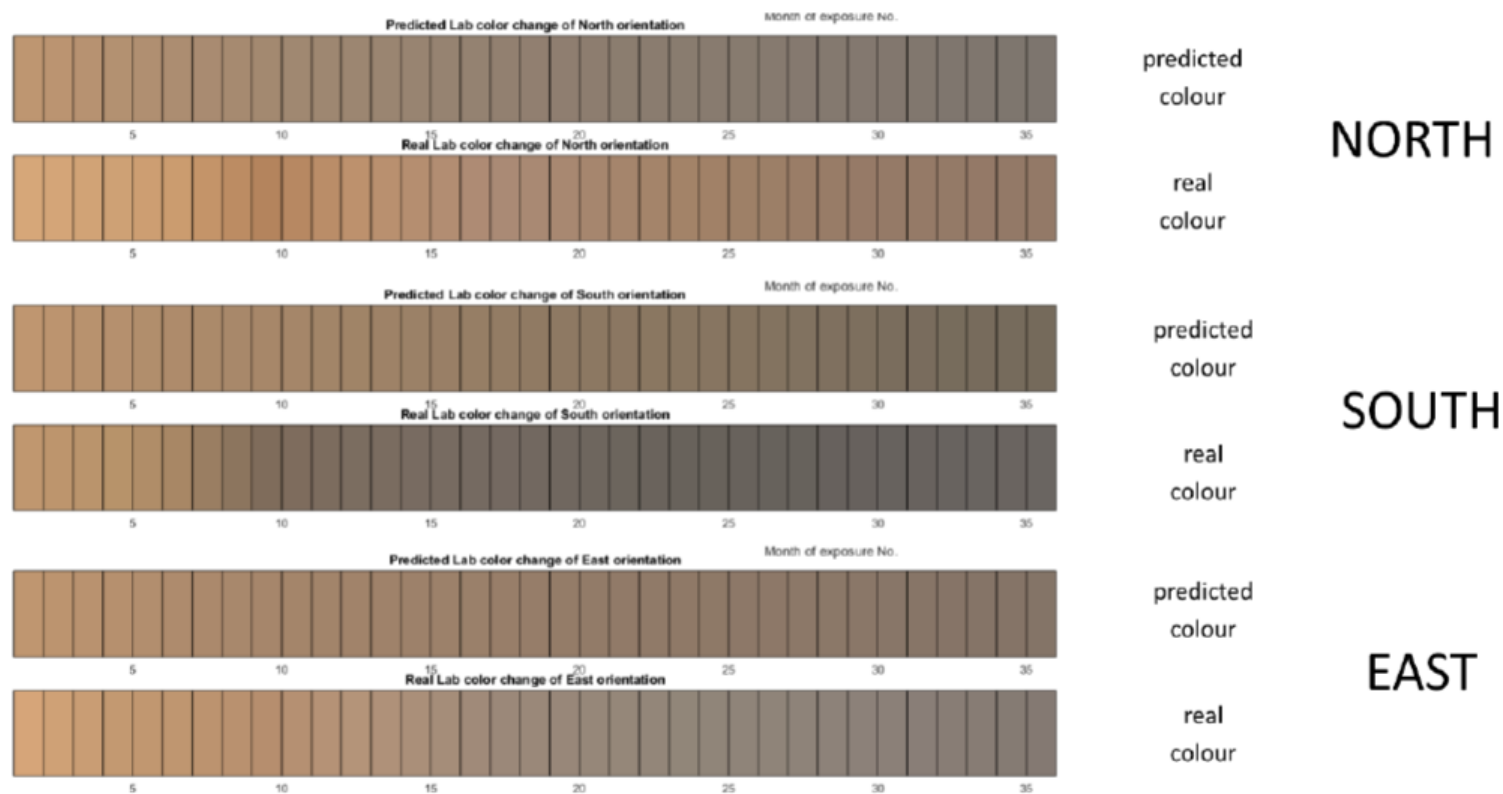 Month of exposure No.
Predicted Lab color change of North orientation
predicted
colour
5 10 15 20 25 30 35
NORTH
Real Lab color change of North orientation
real
colour
5 10 15 20 25 30 35
Month of exposure No.
Predicted Lab color change of South orientation
predicted
colour
5 10 15 20 25 30 35
SOUTH
Real Lab color change of South orientation
real
colour
5 10 15 20 25 30 35
Month of exposure No.
Predicted Lab color change of East orientation
predicted
colour
5 10 15 20 25 30 35
EAST
Real Lab color change of East orientation
real
colour
5 10 15 20 25 30 35